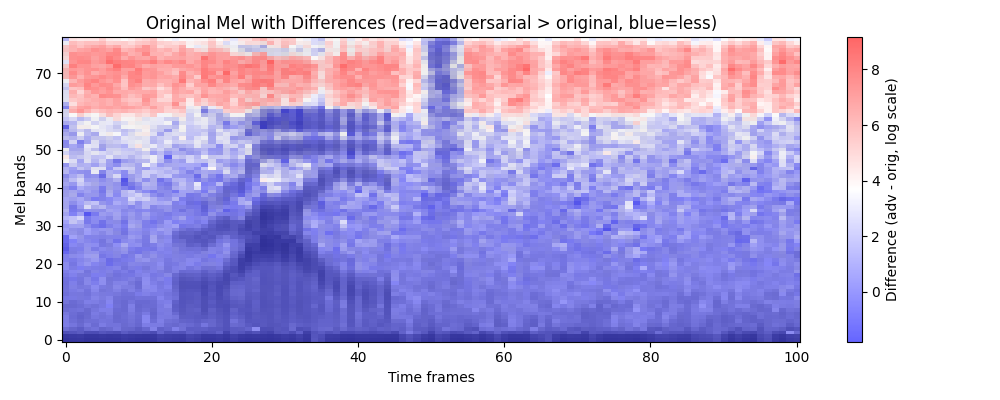 Original Mel with Differences (red=adversarial > original, blue=less)
Mel bands
70
60
50
40
30
20
10
0
0 20 40 60 80 100
Time frames
8
6
4
2
0
Difference (adv - orig, log scale)